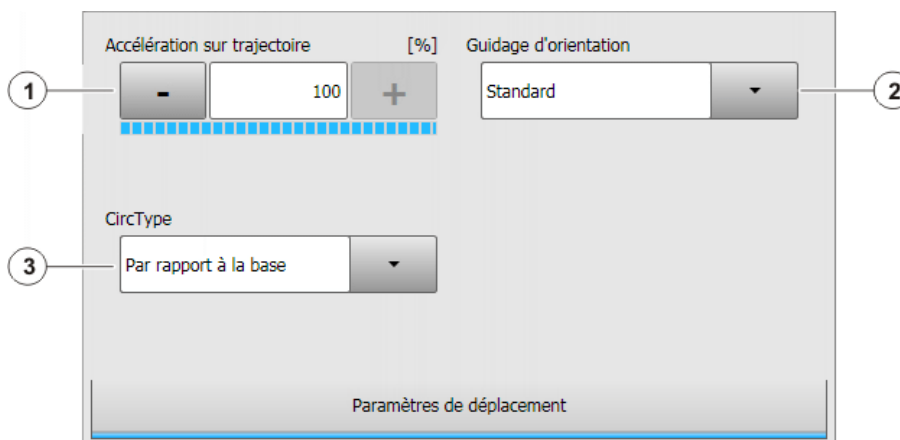 Accélération sur trajectoire [%] Guidage d'orientation
1 - 100 + Standard 2
CircType
3 Par rapport à la base
Paramètres de déplacement